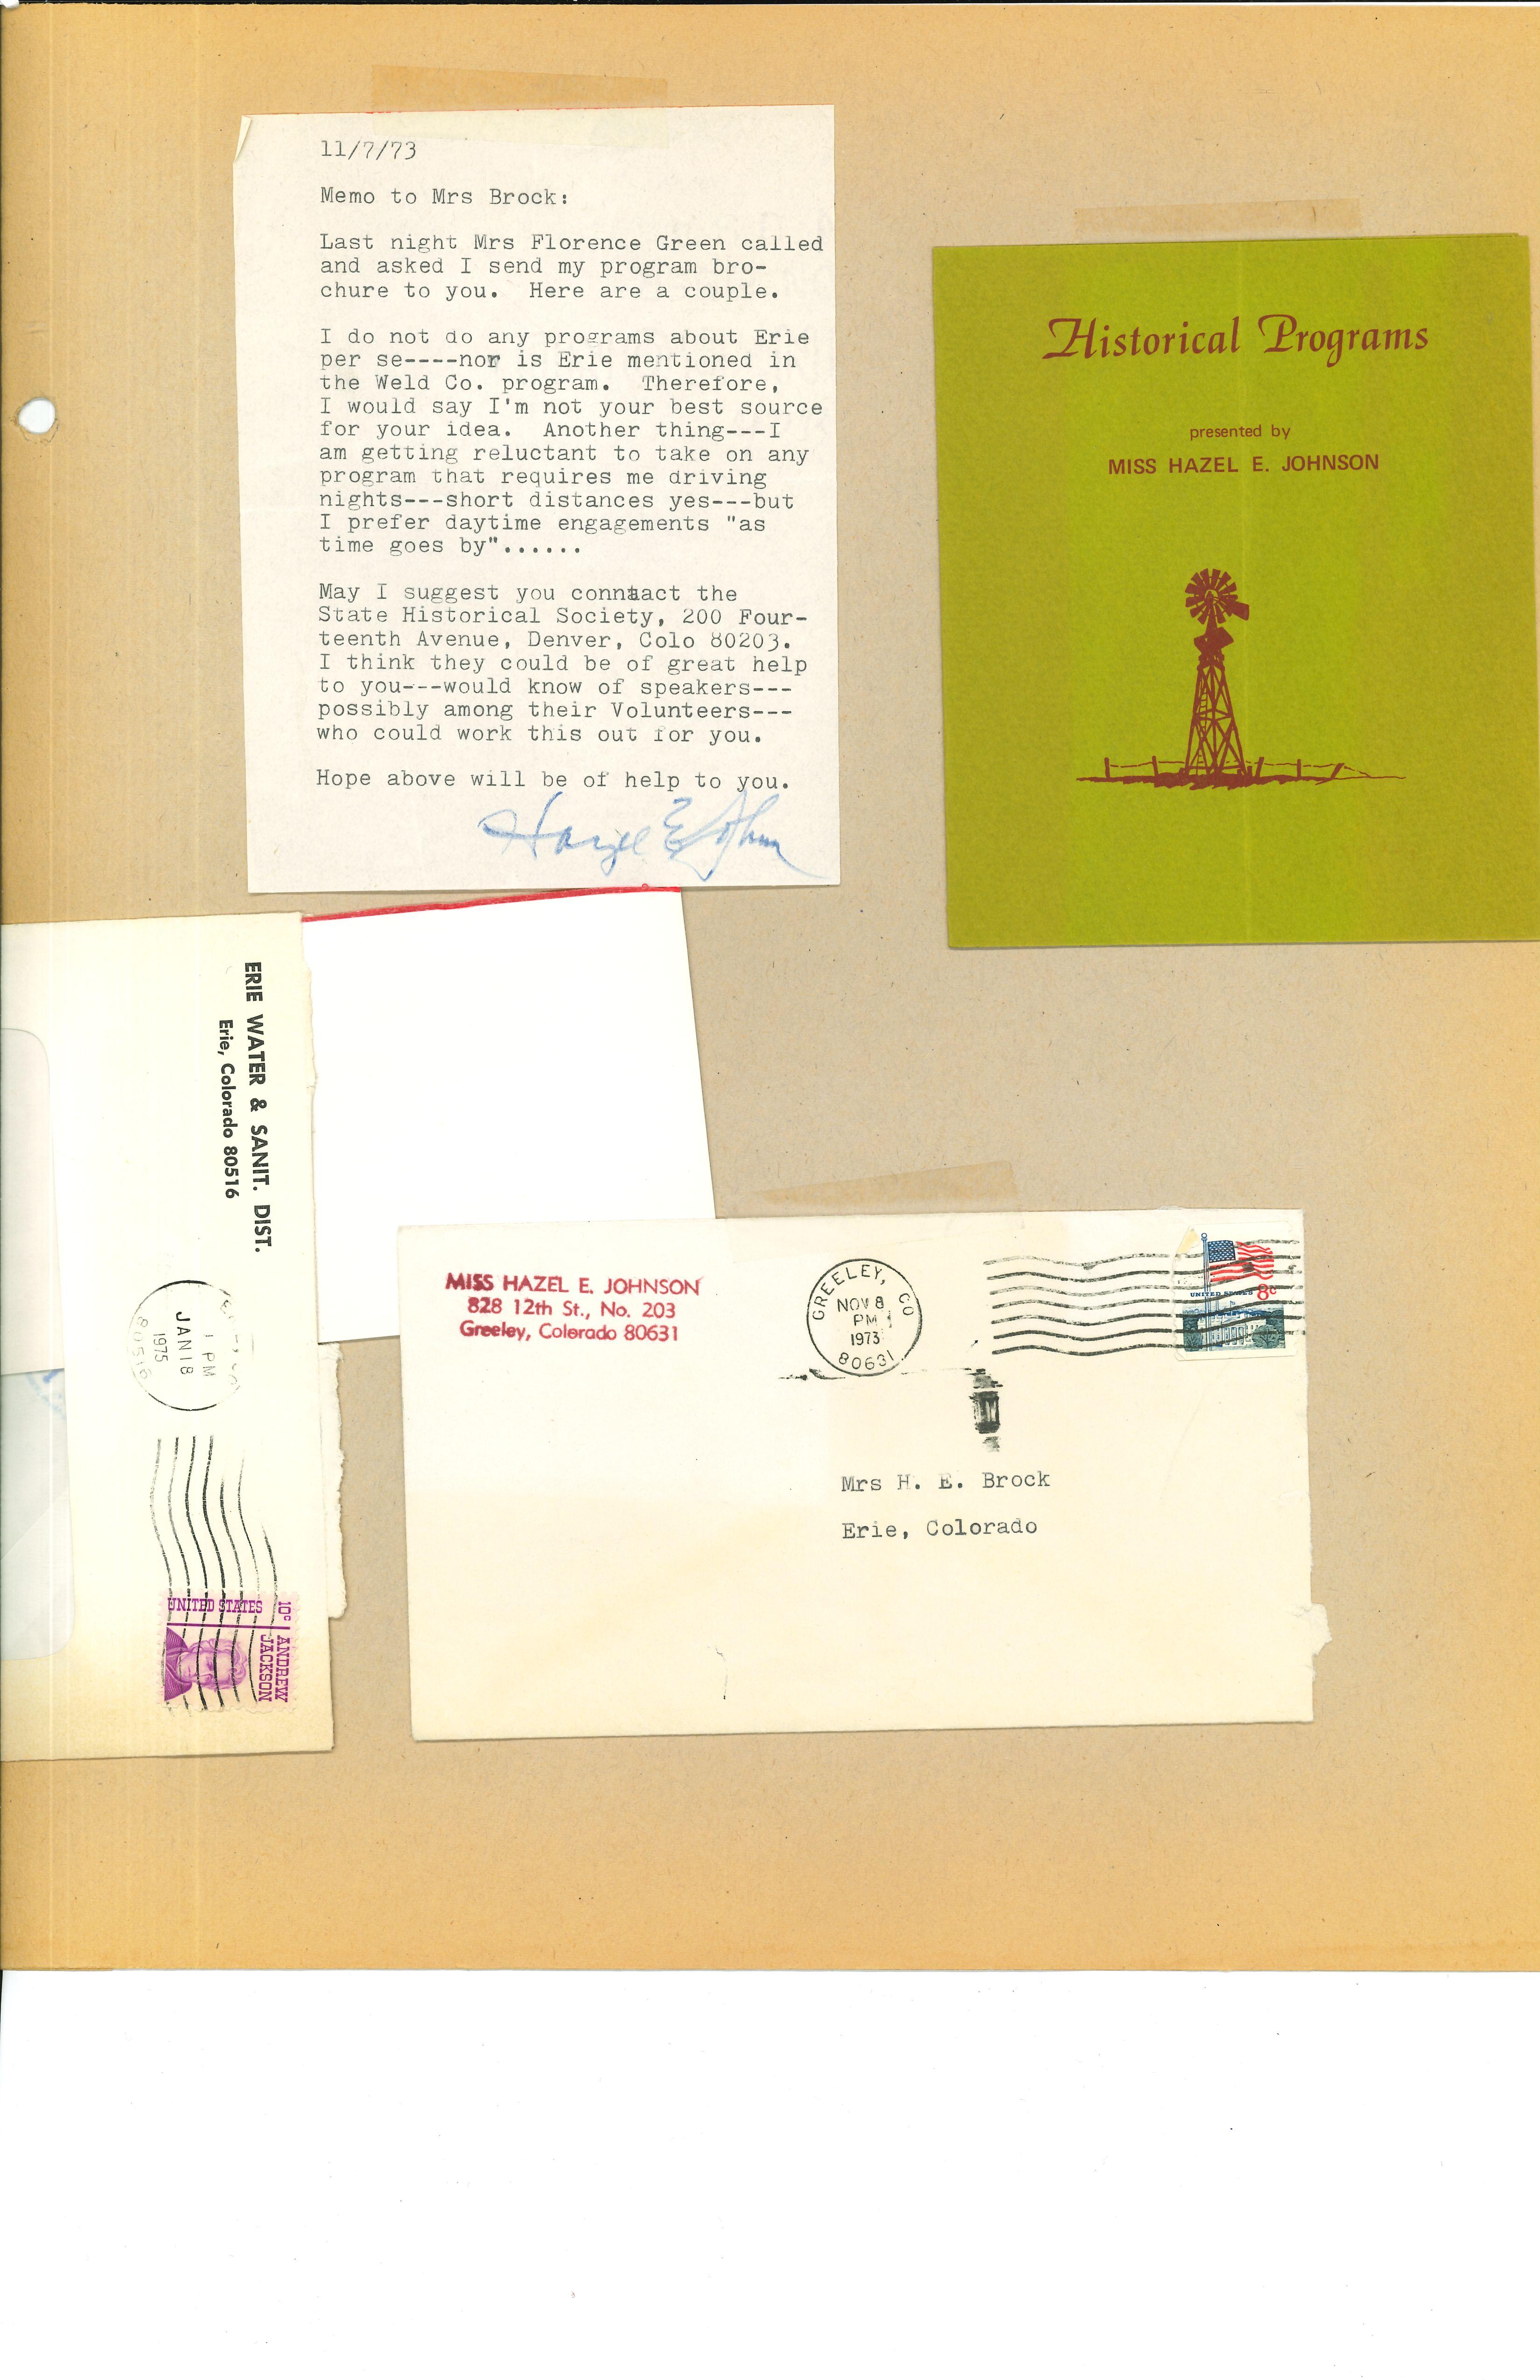 11/7/73
Memo to Mrs Brock:
Last night Mrs Florence Green called
and asked I send my program bro-
chure to you.  Here are a couple.
I do not do any programs about Erie
per se----nor is Erie mentioned in
the Weld Co. program.  Therefore,
I would say I'm not your best source
for your idea.  Another thing---I
am getting reluctant to take on any
program that requires me driving
nights---short distances yes---but
I prefer daytime engagements "as
time goes by"......
May I suggest you conntact the
State Historical Society, 200 Four-
teenth Avenue, Denver, Colo 80203.
I think they could be of great help
to you---would know of speakers---
possibly among their Volunteers---
who could work this out for you.
Hope above will be of help to you.
Hazel E Johnson
Historical Programs
presented by
MISS HAZEL E. JOHNSON
ERIE WATER & SANIT. DIST.
Erie, Colorado 80516
PM
JAN 18
1975
80516
10c
ANDREW
JACKSON
UNITED STATES
MISS HAZEL E. JOHNSON
828 12th St., No. 203
Greeley, Colorado 80631
GREELEY, CO
NOV 8
PM
1973
80631
UNITED STATES 8c
Mrs H. E. Brock
Erie, Colorado